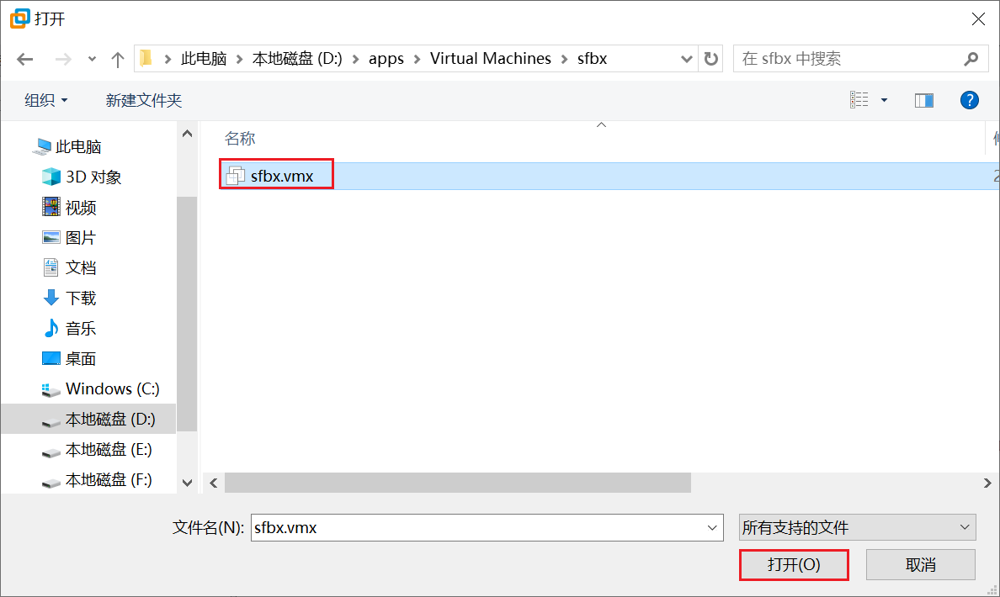 打开
此电脑 本地磁盘 (D:) apps Virtual Machines sfbx
在 sfbx 中搜索
组织 新建文件夹
名称
sfbx.vmx
此电脑
3D 对象
视频
图片
文档
下载
音乐
桌面
Windows (C:)
本地磁盘 (D:)
本地磁盘 (E:)
本地磁盘 (F:)
文件名(N): sfbx.vmx
所有支持的文件
打开(O) 取消